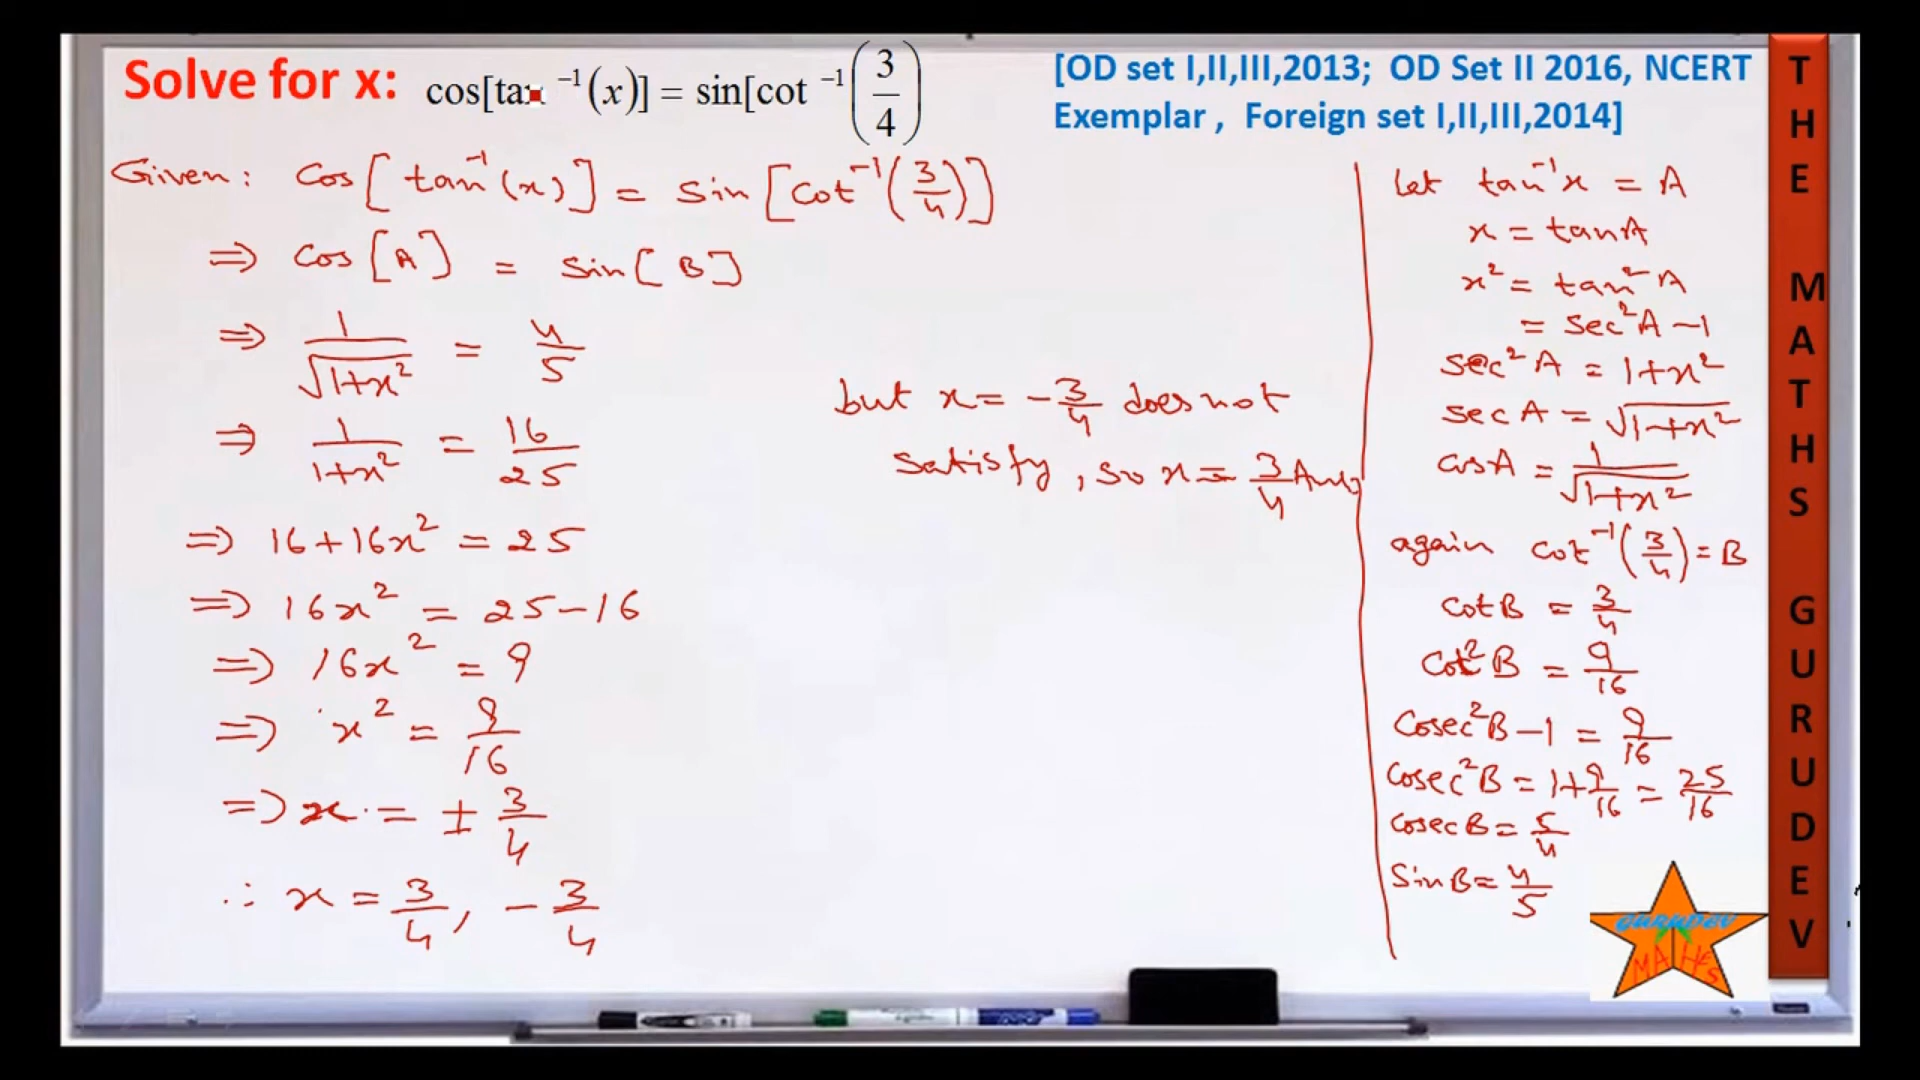 Solve for x: cos[tan⁻¹(x)] = sin[cot⁻¹(3/4)
[OD set I,II,III,2013; OD Set II 2016, NCERT
Exemplar , Foreign set I,II,III,2014]
Given: Cos[tan⁻¹(x)] = Sin[Cot⁻¹(3/4)]
⇒ Cos[A] = Sin[B]
⇒ 1/√(1+x²) = 4/5
⇒ 1/(1+x²) = 16/25
⇒ 16+16x² = 25
⇒ 16x² = 25-16
⇒ 16x² = 9
⇒ x² = 9/16
⇒ x = ± 3/4
∴ x = 3/4, -3/4
but x = -3/4 does not
satisfy, so x = 3/4 Ans
let tan⁻¹x = A
x = tanA
x² = tan²A
= sec²A-1
sec²A = 1+x²
secA = √(1+x²)
cosA = 1/√(1+x²)
again cot⁻¹(3/4) = B
cotB = 3/4
Cot²B = 9/16
Cosec²B-1 = 9/16
Cosec²B = 1+9/16 = 25/16
CosecB = 5/4
SinB = 4/5
THE MATHS GURUDEV
GURUDEV
MATHS